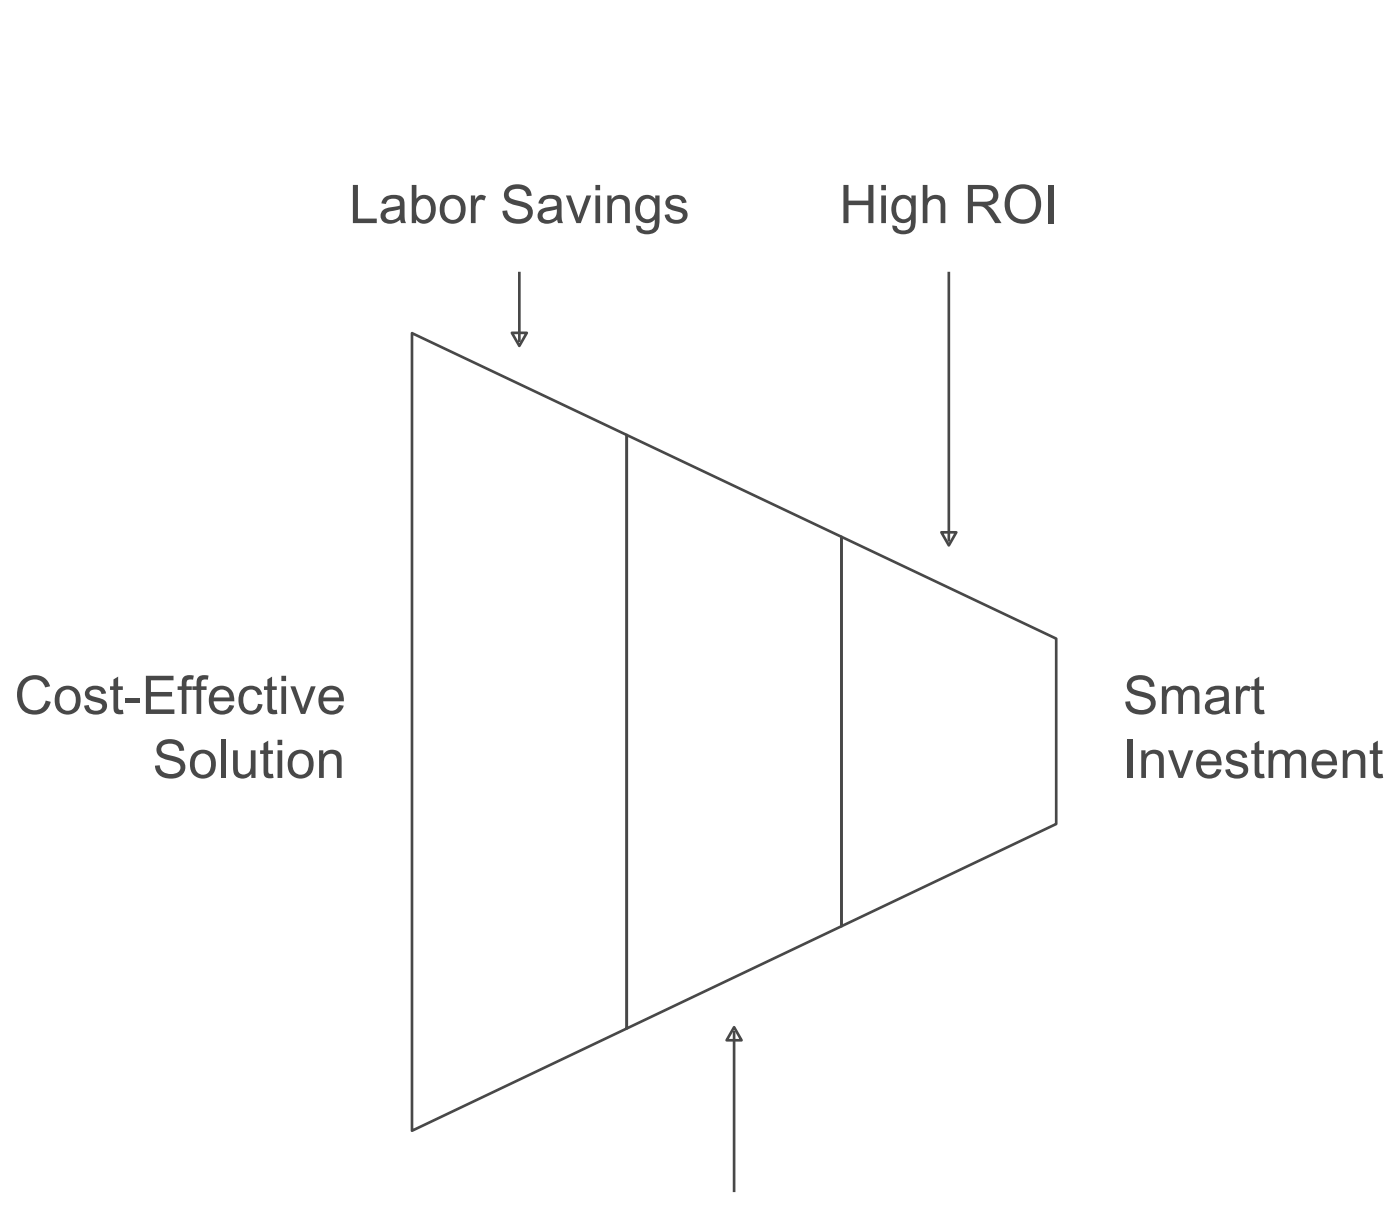 Labor Savings
High ROI
Cost-Effective
Solution
Smart
Investment